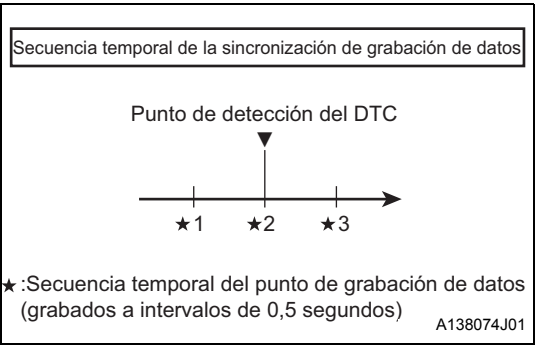 Secuencia temporal de la sincronización de grabación de datos
Punto de detección del DTC
▼
★1 ★2 ★3
★:Secuencia temporal del punto de grabación de datos
(grabados a intervalos de 0,5 segundos)
A138074J01